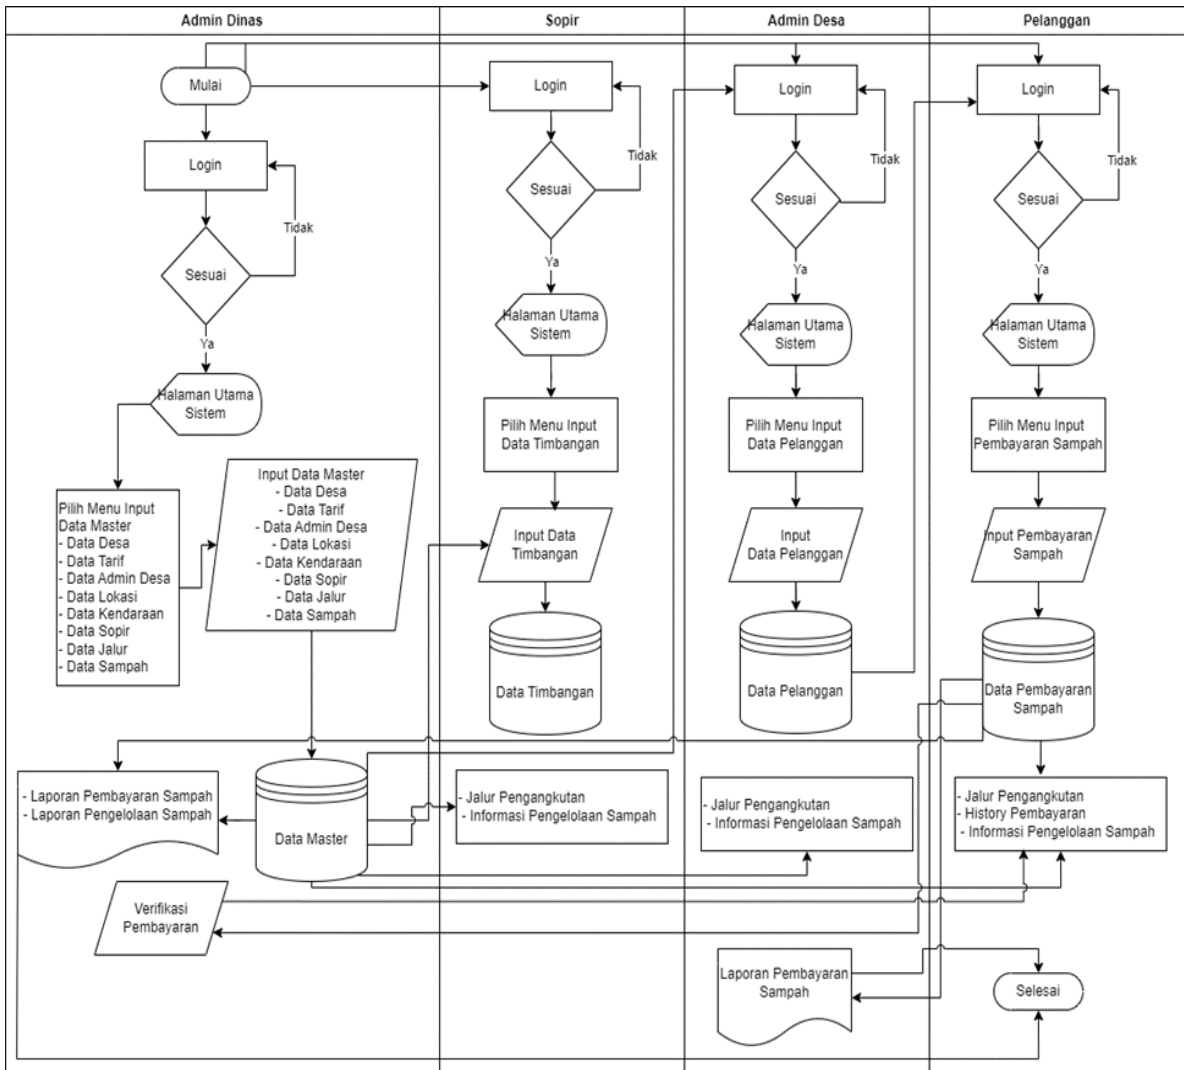 Admin Dinas
Sopir
Admin Desa
Pelanggan
Mulai
Login
Tidak
Sesuai
Ya
Halaman Utama
Sistem
Pilih Menu Input
Data Master
- Data Desa
- Data Tarif
- Data Admin Desa
- Data Lokasi
- Data Kendaraan
- Data Sopir
- Data Jalur
- Data Sampah
Input Data Master
- Data Desa
- Data Tarif
- Data Admin Desa
- Data Lokasi
- Data Kendaraan
- Data Sopir
- Data Jalur
- Data Sampah
Data Master
- Laporan Pembayaran Sampah
- Laporan Pengelolaan Sampah
Verifikasi
Pembayaran
Login
Tidak
Sesuai
Ya
Halaman Utama
Sistem
Pilih Menu Input
Data Timbangan
Input Data
Timbangan
Data Timbangan
- Jalur Pengangkutan
- Informasi Pengelolaan Sampah
Login
Tidak
Sesuai
Ya
Halaman Utama
Sistem
Pilih Menu Input
Data Pelanggan
Input
Data Pelanggan
Data Pelanggan
- Jalur Pengangkutan
- Informasi Pengelolaan Sampah
Laporan Pembayaran
Sampah
Login
Tidak
Sesuai
Ya
Halaman Utama
Sistem
Pilih Menu Input
Pembayaran Sampah
Input Pembayaran
Sampah
Data Pembayaran
Sampah
- Jalur Pengangkutan
- History Pembayaran
- Informasi Pengelolaan Sampah
Selesai